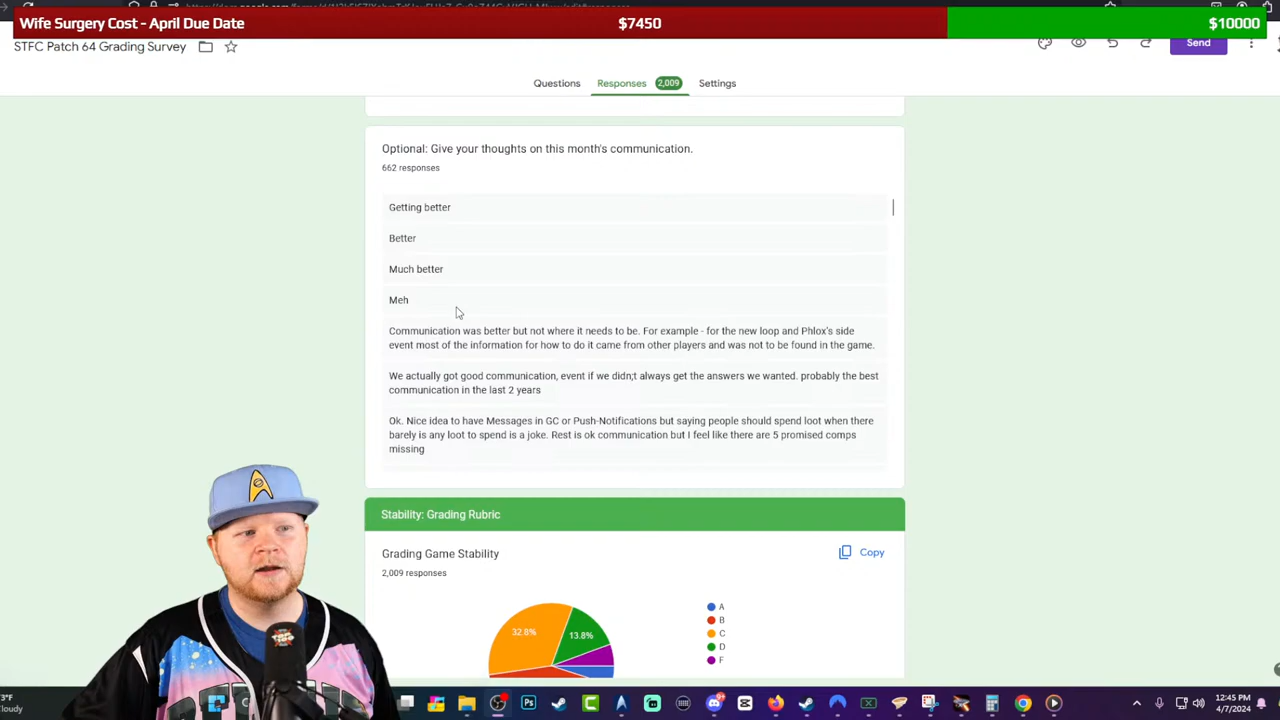 Wife Surgery Cost - April Due Date
$7450
$10000
STFC Patch 64 Grading Survey
Send
Questions
Responses 2,009
Settings
Optional: Give your thoughts on this month's communication.
662 responses
Getting better
Better
Much better
Meh
Communication was better but not where it needs to be. For example - for the new loop and Phlox's side
event most of the information for how to do it came from other players and was not to be found in the game.
We actually got good communication, event if we didn;t always get the answers we wanted. probably the best
communication in the last 2 years
Ok. Nice idea to have Messages in GC or Push-Notifications but saying people should spend loot when there
barely is any loot to spend is a joke. Rest is ok communication but I feel like there are 5 promised comps
missing
Stability: Grading Rubric
Grading Game Stability
Copy
2,009 responses
32.8%
13.8%
A
B
C
D
F
12:45 PM
4/7/2024